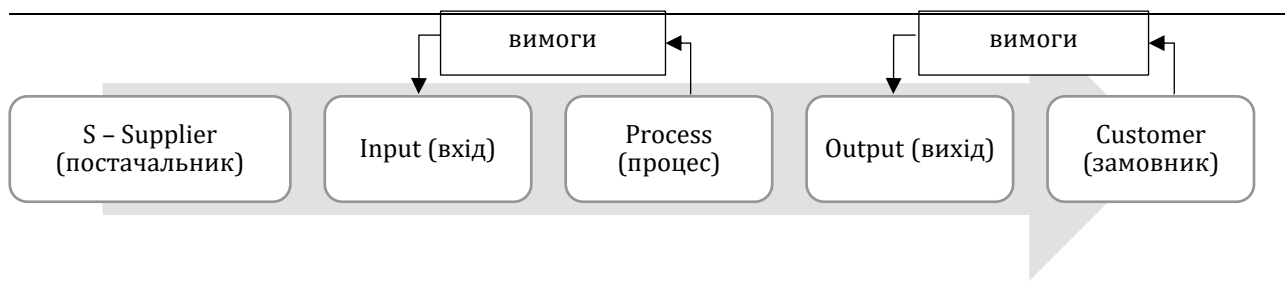 вимоги
вимоги
S – Supplier
(постачальник)
Input (вхід)
Process
(процес)
Output (вихід)
Customer
(замовник)